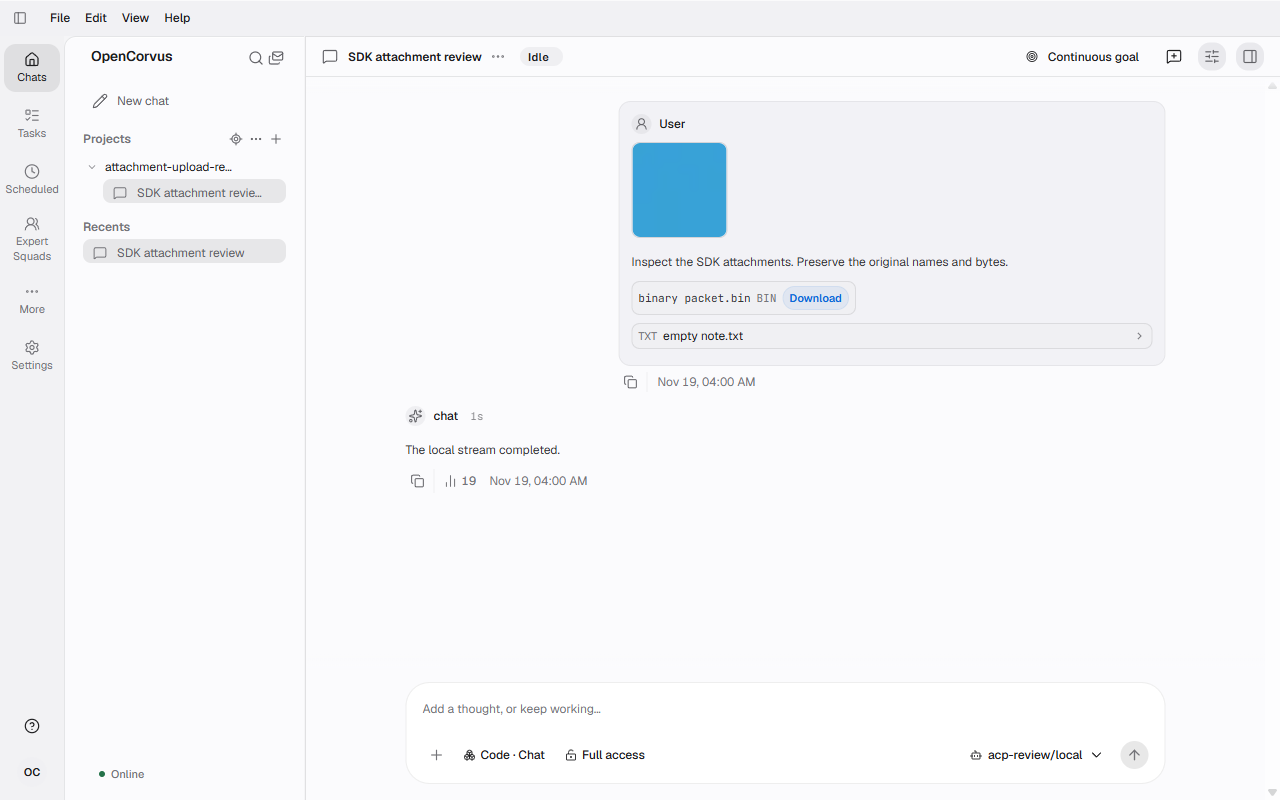 File Edit View Help
Chats
Tasks
Scheduled
Expert
Squads
More
Settings
OC
OpenCorvus
New chat
Projects
attachment-upload-re…
SDK attachment revie…
Recents
SDK attachment review
Online
SDK attachment review Idle Continuous goal
User
Inspect the SDK attachments. Preserve the original names and bytes.
binary packet.bin BIN Download
TXT empty note.txt
Nov 19, 04:00 AM
chat 1s
The local stream completed.
19 Nov 19, 04:00 AM
Add a thought, or keep working…
Code · Chat Full access acp-review/local